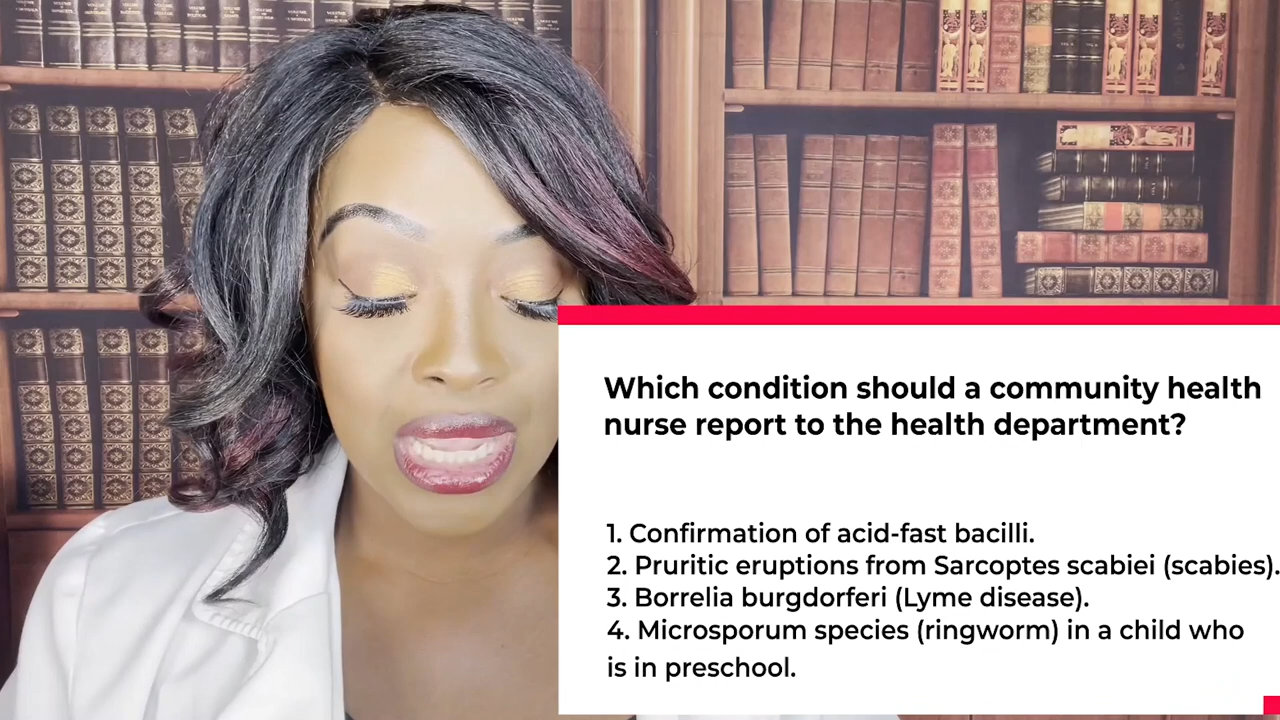 Which condition should a community health
nurse report to the health department?
1. Confirmation of acid-fast bacilli.
2. Pruritic eruptions from Sarcoptes scabiei (scabies).
3. Borrelia burgdorferi (Lyme disease).
4. Microsporum species (ringworm) in a child who
is in preschool.